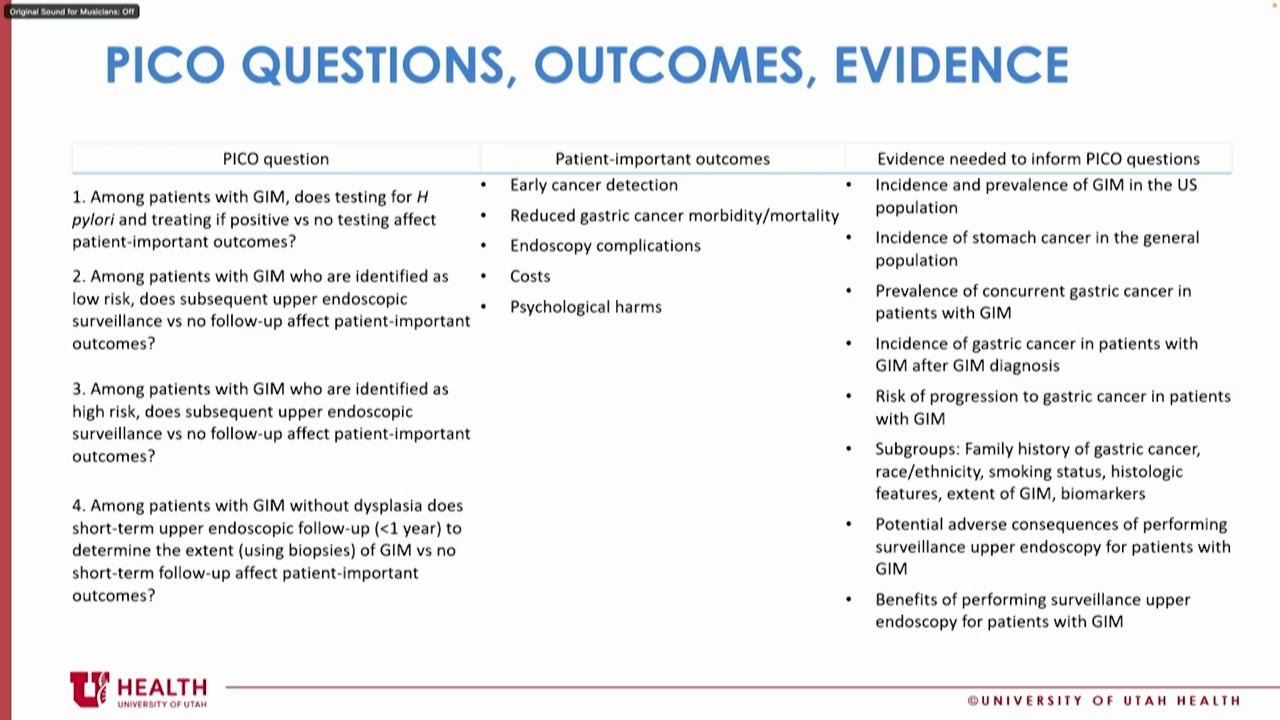 Original Sound for Musicians: Off
PICO QUESTIONS, OUTCOMES, EVIDENCE
PICO question
1. Among patients with GIM, does testing for H
pylori and treating if positive vs no testing affect
patient-important outcomes?
2. Among patients with GIM who are identified as
low risk, does subsequent upper endoscopic
surveillance vs no follow-up affect patient-important
outcomes?
3. Among patients with GIM who are identified as
high risk, does subsequent upper endoscopic
surveillance vs no follow-up affect patient-important
outcomes?
4. Among patients with GIM without dysplasia does
short-term upper endoscopic follow-up (<1 year) to
determine the extent (using biopsies) of GIM vs no
short-term follow-up affect patient-important
outcomes?
Patient-important outcomes
• Early cancer detection
• Reduced gastric cancer morbidity/mortality
• Endoscopy complications
• Costs
• Psychological harms
Evidence needed to inform PICO questions
• Incidence and prevalence of GIM in the US
population
• Incidence of stomach cancer in the general
population
• Prevalence of concurrent gastric cancer in
patients with GIM
• Incidence of gastric cancer in patients with
GIM after GIM diagnosis
• Risk of progression to gastric cancer in patients
with GIM
• Subgroups: Family history of gastric cancer,
race/ethnicity, smoking status, histologic
features, extent of GIM, biomarkers
• Potential adverse consequences of performing
surveillance upper endoscopy for patients with
GIM
• Benefits of performing surveillance upper
endoscopy for patients with GIM
U HEALTH
UNIVERSITY OF UTAH
©UNIVERSITY OF UTAH HEALTH